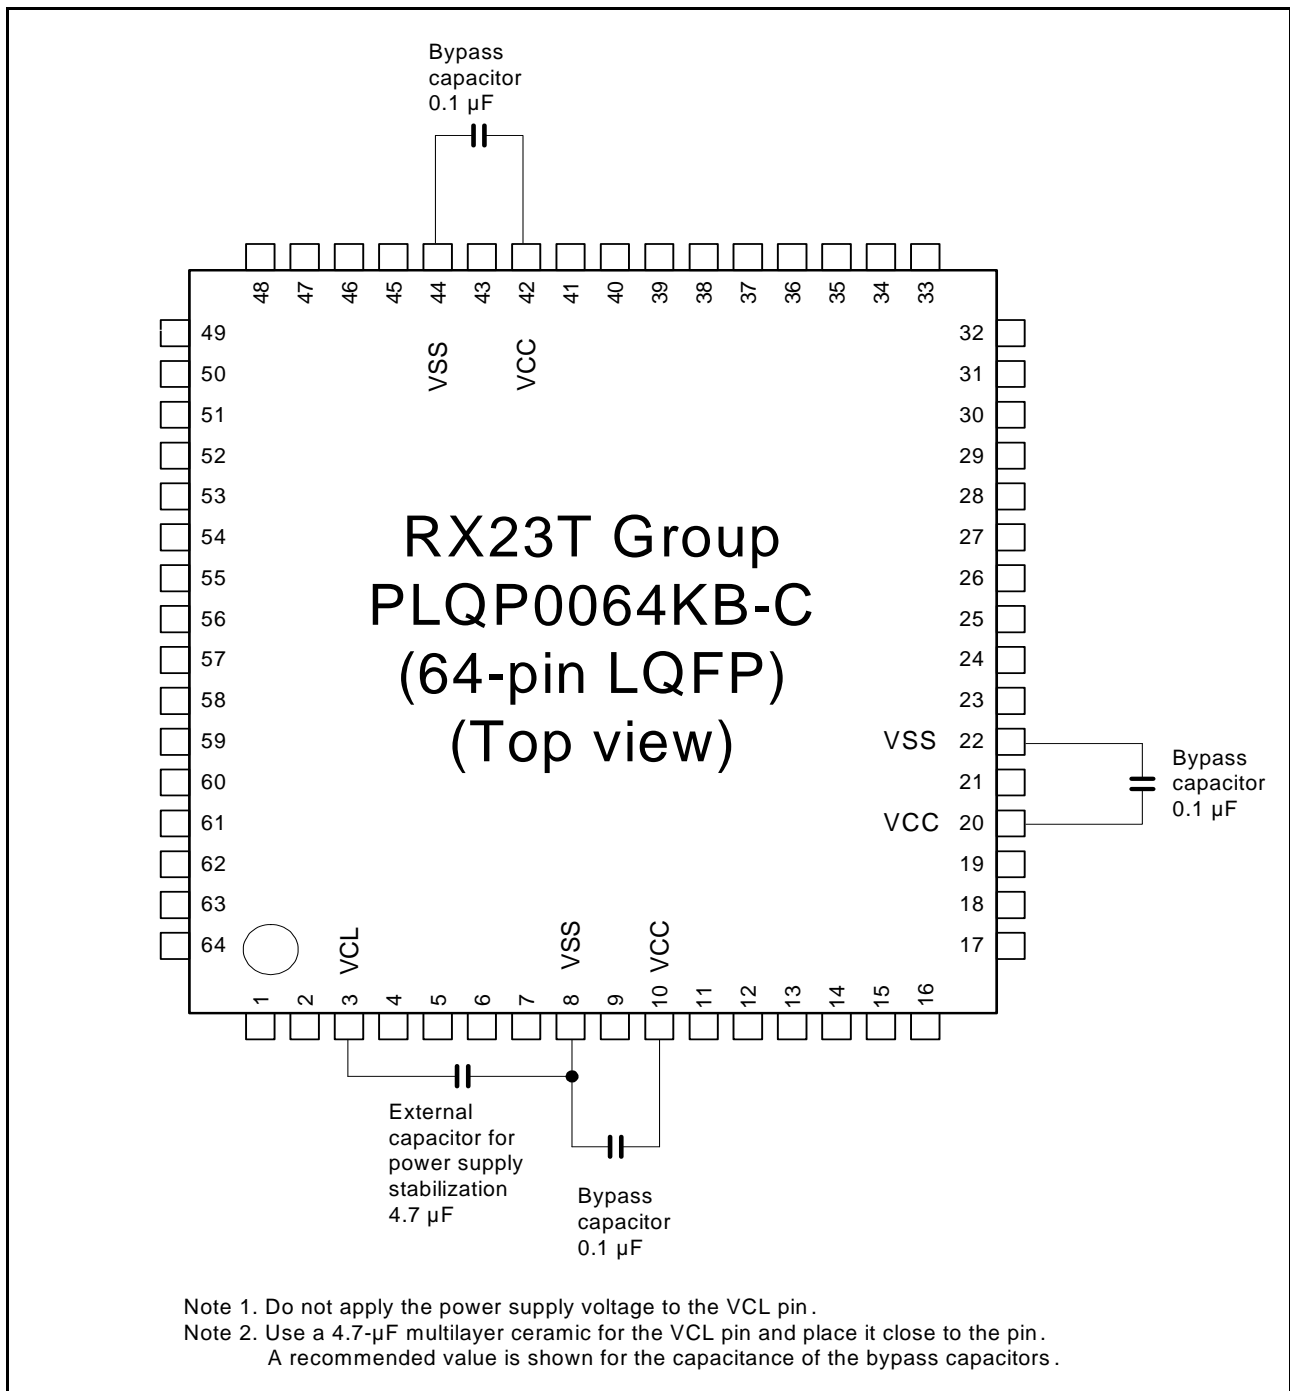 Bypass
capacitor
0.1 µF
48 47 46 45 44 43 42 41 40 39 38 37 36 35 34 33
VSS VCC
49
50
51
52
53
54
55
56
57
58
59
60
61
62
63
64
32
31
30
29
28
27
26
25
24
23
VSS 22
21
VCC 20
19
18
17
RX23T Group
PLQP0064KB-C
(64-pin LQFP)
(Top view)
Bypass
capacitor
0.1 µF
VCL VSS VCC
1 2 3 4 5 6 7 8 9 10 11 12 13 14 15 16
External
capacitor for
power supply
stabilization
4.7 µF
Bypass
capacitor
0.1 µF
Note 1. Do not apply the power supply voltage to the VCL pin.
Note 2. Use a 4.7-µF multilayer ceramic for the VCL pin and place it close to the pin.
A recommended value is shown for the capacitance of the bypass capacitors.